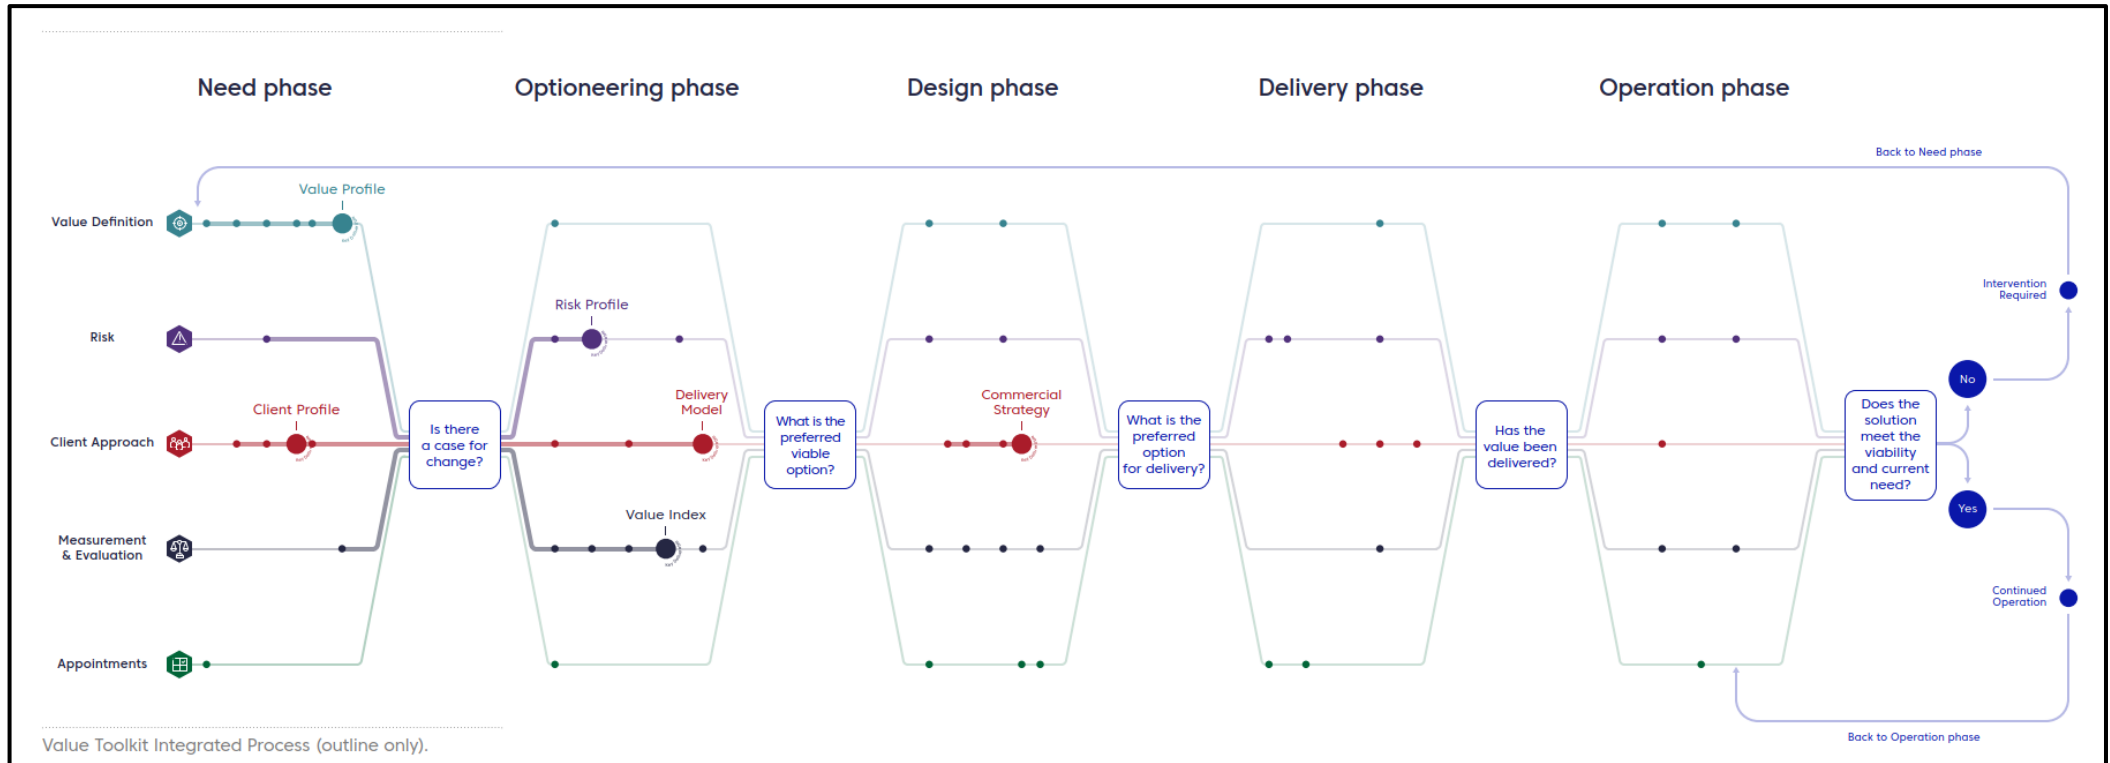 Need phase
Optioneering phase
Design phase
Delivery phase
Operation phase
Back to Need phase
Value Profile
Value Definition
Intervention
Required
Risk Profile
Risk
No
Client Profile
Delivery
Model
Commercial
Strategy
Client Approach
Is there
a case for
change?
What is the
preferred
viable
option?
What is the
preferred
option
for delivery?
Has the
value been
delivered?
Does the
solution
meet the
viability
and current
need?
Yes
Value Index
Measurement
& Evaluation
Continued
Operation
Appointments
Back to Operation phase
Value Toolkit Integrated Process (outline only).